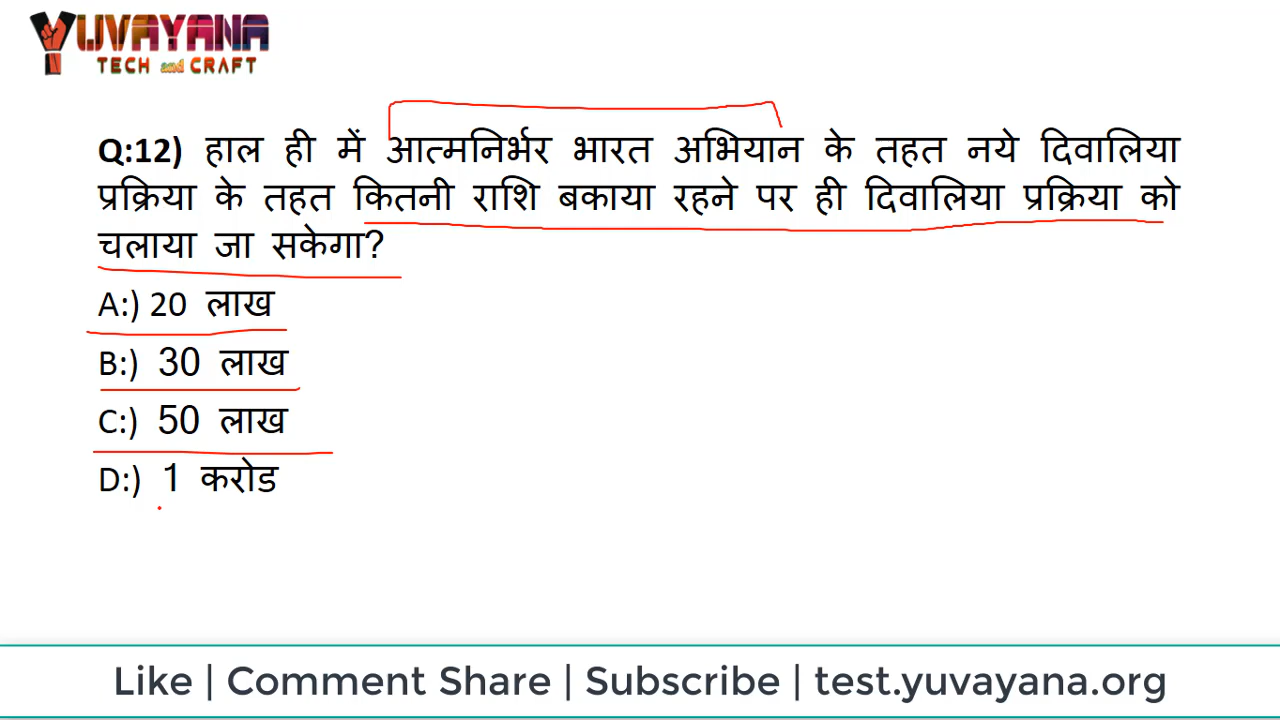 YUVAYANA
TECH and CRAFT
Q:12) हाल ही में आत्मनिर्भर भारत अभियान के तहत नये दिवालिया
प्रक्रिया के तहत कितनी राशि बकाया रहने पर ही दिवालिया प्रक्रिया को
चलाया जा सकेगा?
A:) 20 लाख
B:) 30 लाख
C:) 50 लाख
D:) 1 करोड
Like | Comment Share | Subscribe | test.yuvayana.org